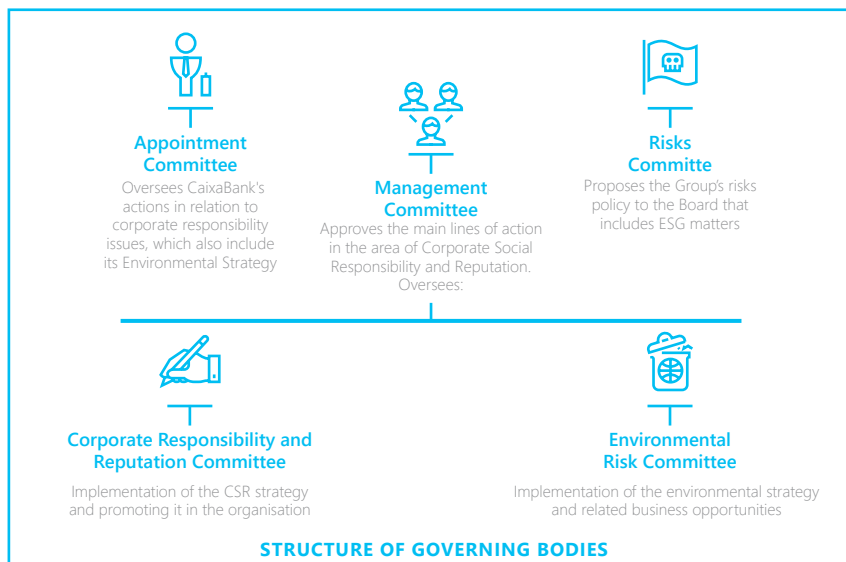 Appointment
Committee
Oversees CaixaBank's
actions in relation to
corporate responsibility
issues, which also include
its Environmental Strategy
Management
Committee
Approves the main lines of action
in the area of Corporate Social
Responsibility and Reputation.
Oversees:
Risks
Committe
Proposes the Group's risks
policy to the Board that
includes ESG matters
Corporate Responsibility and
Reputation Committee
Implementation of the CSR strategy
and promoting it in the organisation
Environmental
Risk Committee
Implementation of the environmental strategy
and related business opportunities
STRUCTURE OF GOVERNING BODIES